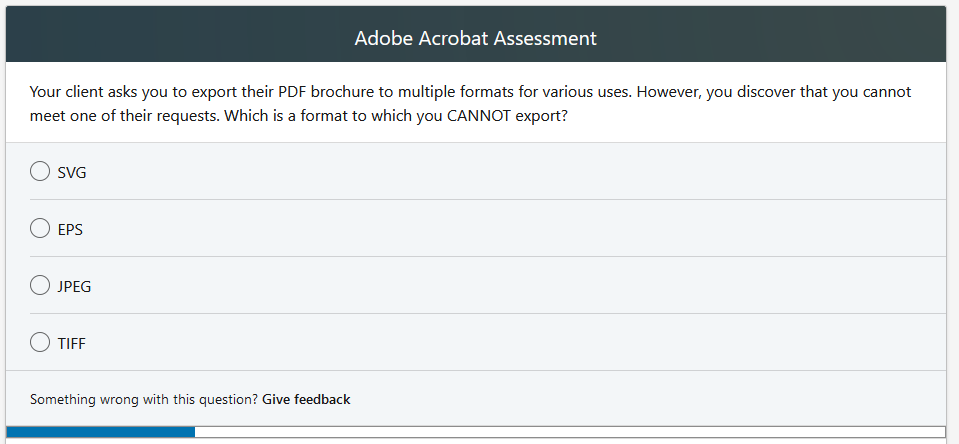 Adobe Acrobat Assessment
Your client asks you to export their PDF brochure to multiple formats for various uses. However, you discover that you cannot
meet one of their requests. Which is a format to which you CANNOT export?
SVG
EPS
JPEG
TIFF
Something wrong with this question? Give feedback